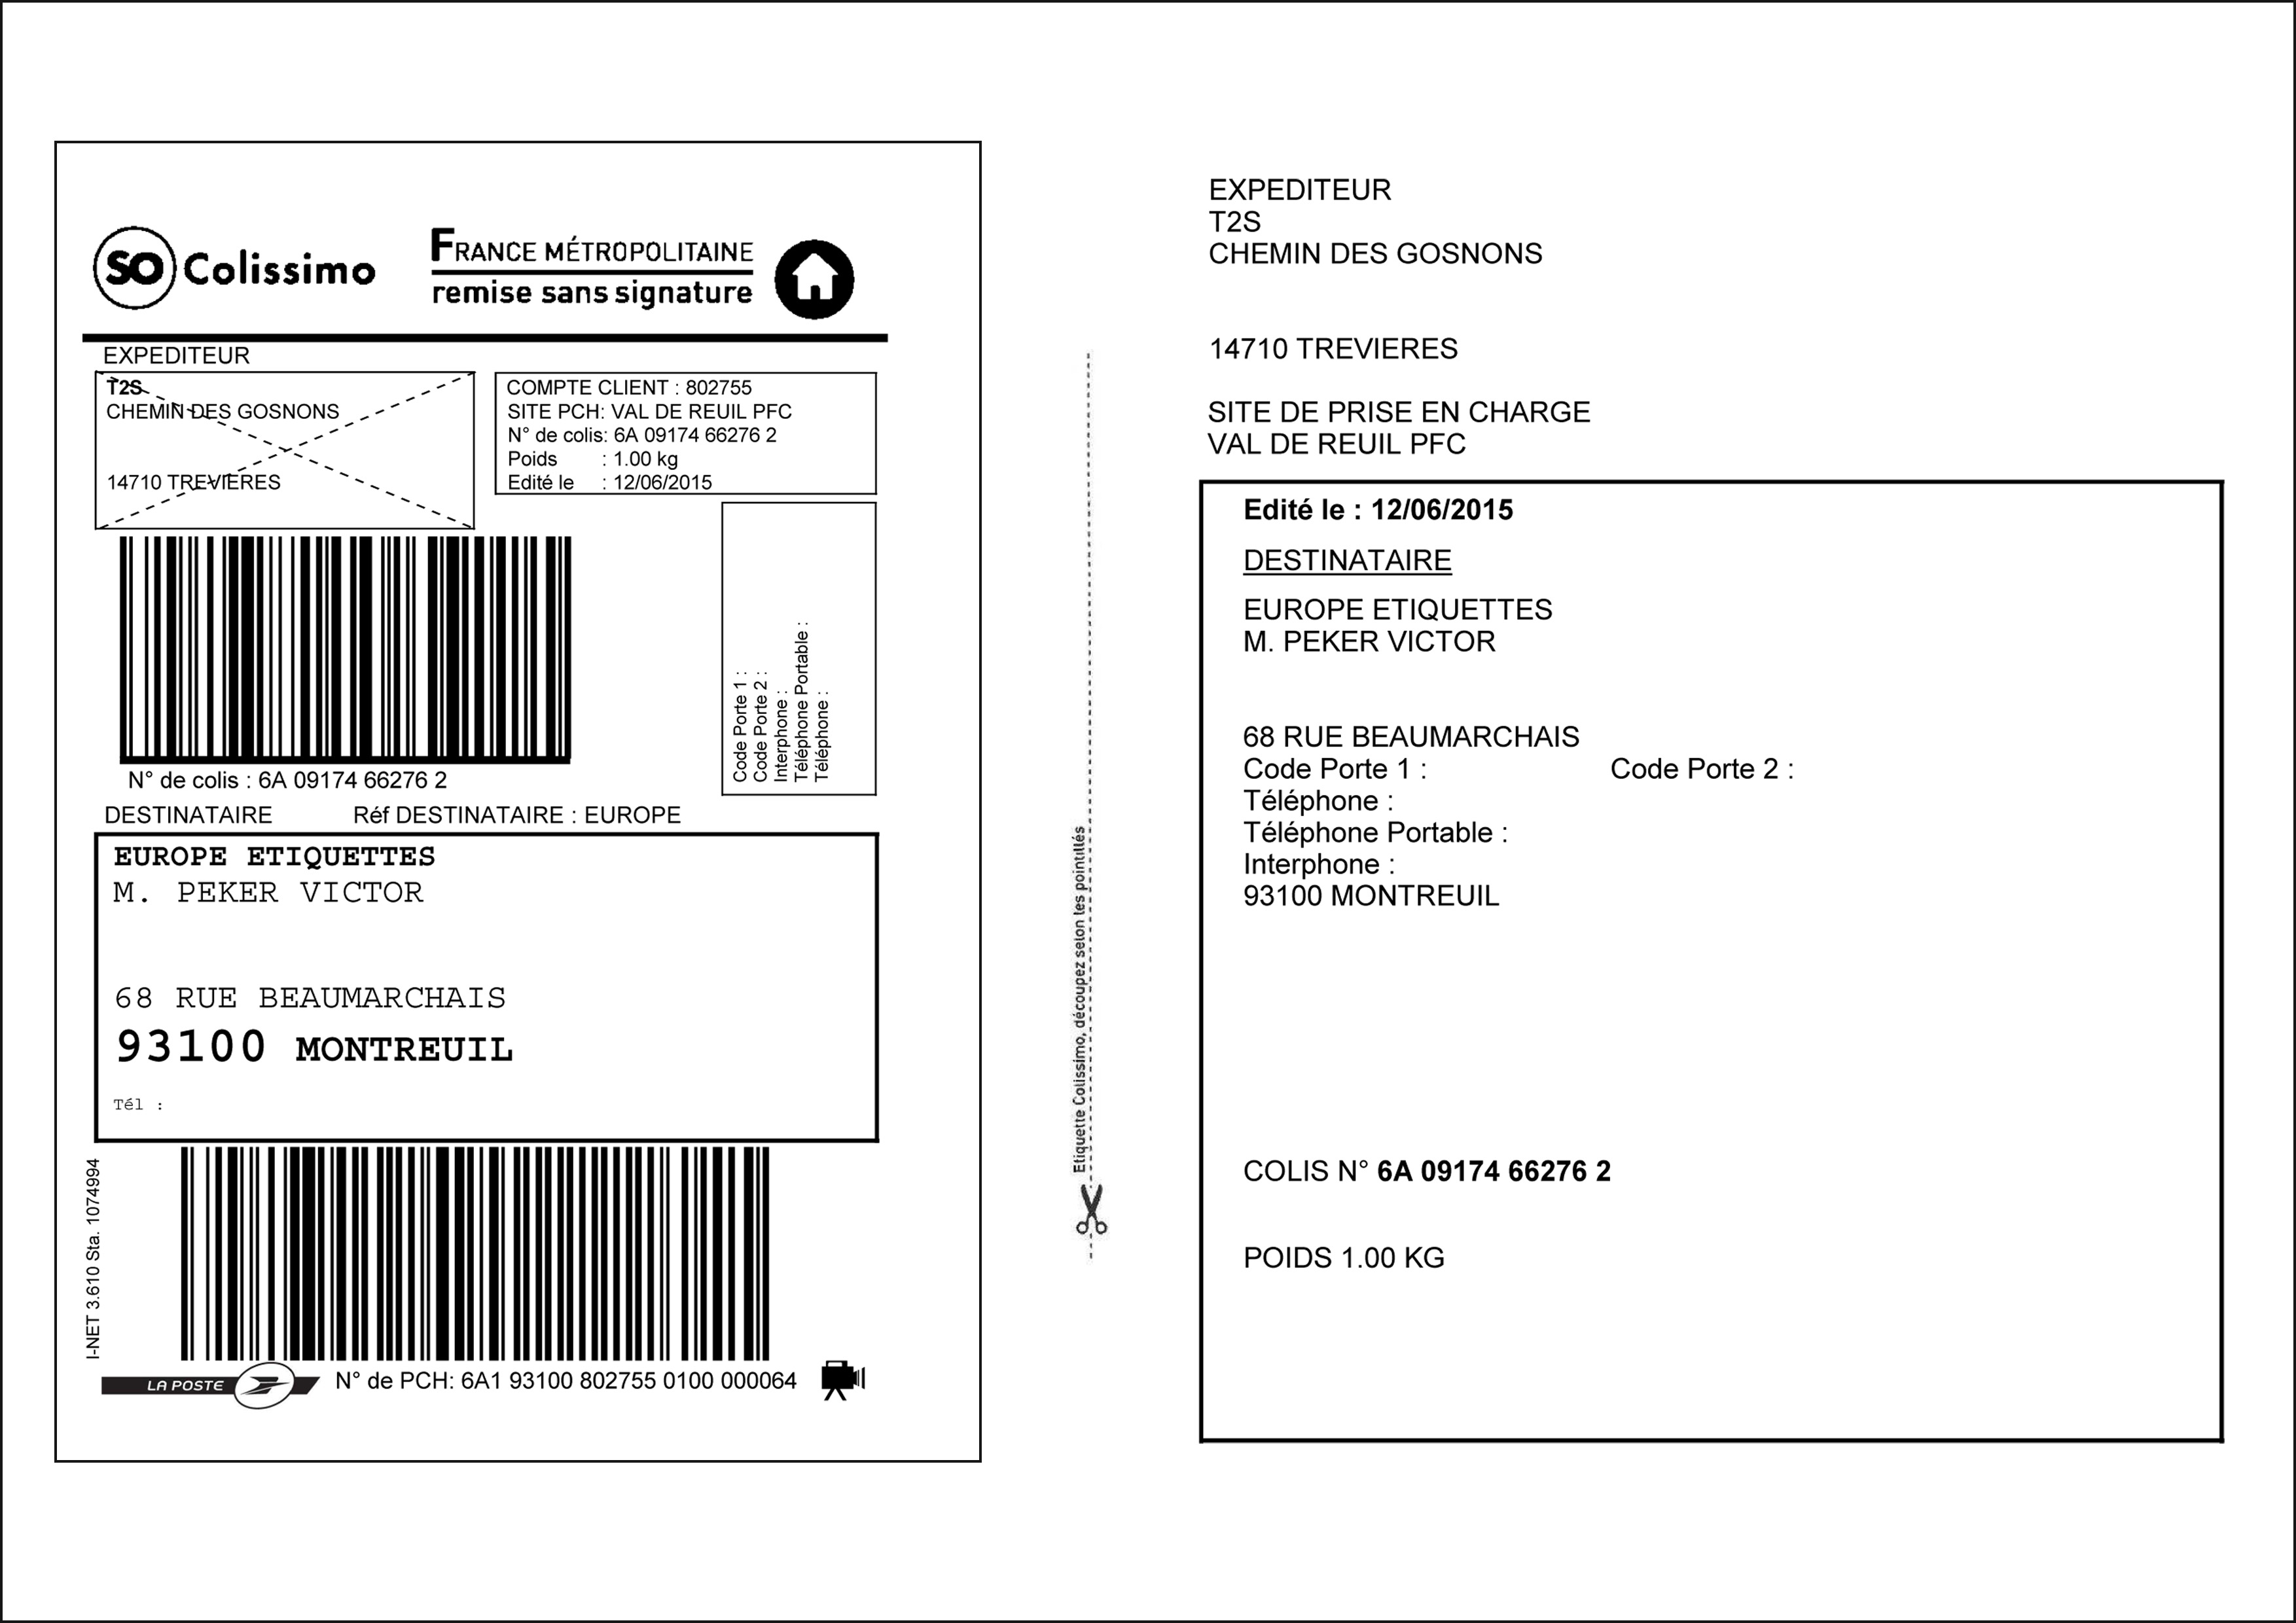 SO Colissimo
FRANCE MÉTROPOLITAINE
remise sans signature
EXPEDITEUR
T2S
CHEMIN DES GOSNONS
14710 TREVIERES
COMPTE CLIENT : 802755
SITE PCH: VAL DE REUIL PFC
N° de colis: 6A 09174 66276 2
Poids : 1.00 kg
Edité le : 12/06/2015
Code Porte 1 :
Code Porte 2 :
Interphone :
Téléphone Portable :
Téléphone :
N° de colis : 6A 09174 66276 2
DESTINATAIRE Réf DESTINATAIRE : EUROPE
EUROPE ETIQUETTES
M. PEKER VICTOR
68 RUE BEAUMARCHAIS
93100 MONTREUIL
Tél :
I-NET 3.610 Sta. 1074994
LA POSTE
N° de PCH: 6A1 93100 802755 0100 000064
Etiquette Colissimo, découpez selon les pointillés
EXPEDITEUR
T2S
CHEMIN DES GOSNONS
14710 TREVIERES
SITE DE PRISE EN CHARGE
VAL DE REUIL PFC
Edité le : 12/06/2015
DESTINATAIRE
EUROPE ETIQUETTES
M. PEKER VICTOR
68 RUE BEAUMARCHAIS
Code Porte 1 : Code Porte 2 :
Téléphone :
Téléphone Portable :
Interphone :
93100 MONTREUIL
COLIS N° 6A 09174 66276 2
POIDS 1.00 KG